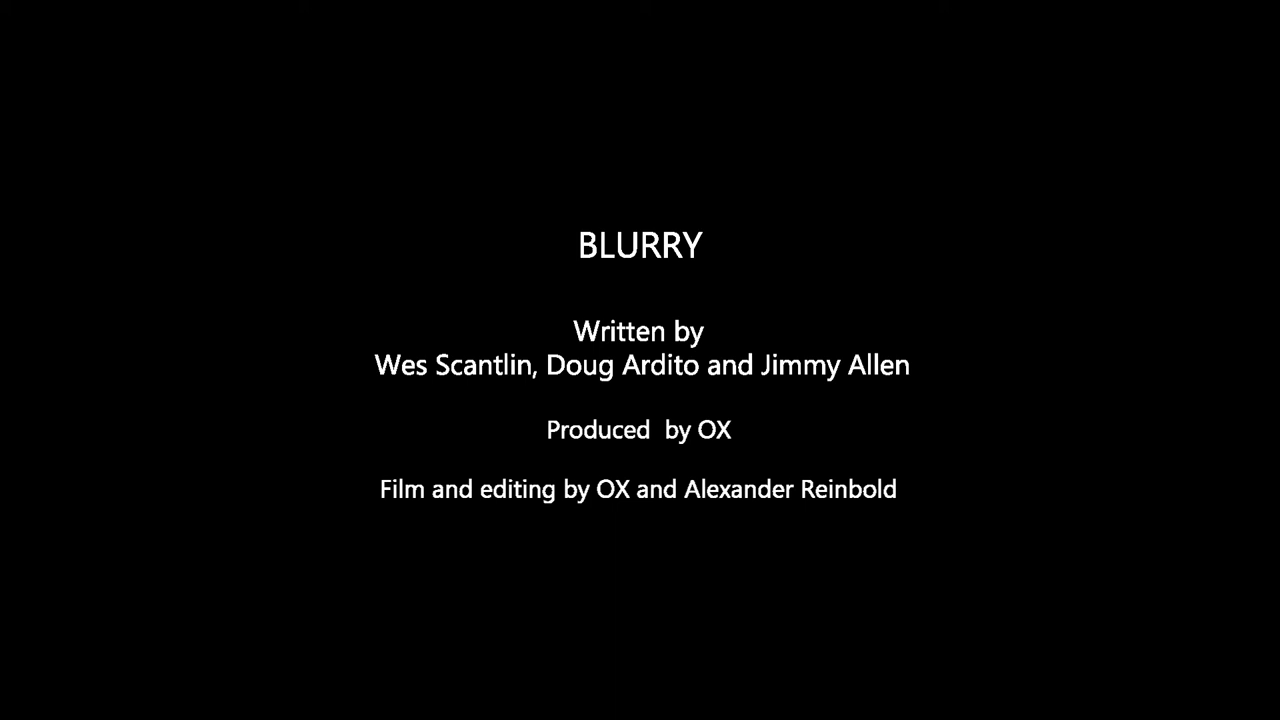 BLURRY
Written by
Wes Scantlin, Doug Ardito and Jimmy Allen
Produced  by OX
Film and editing by OX and Alexander Reinbold